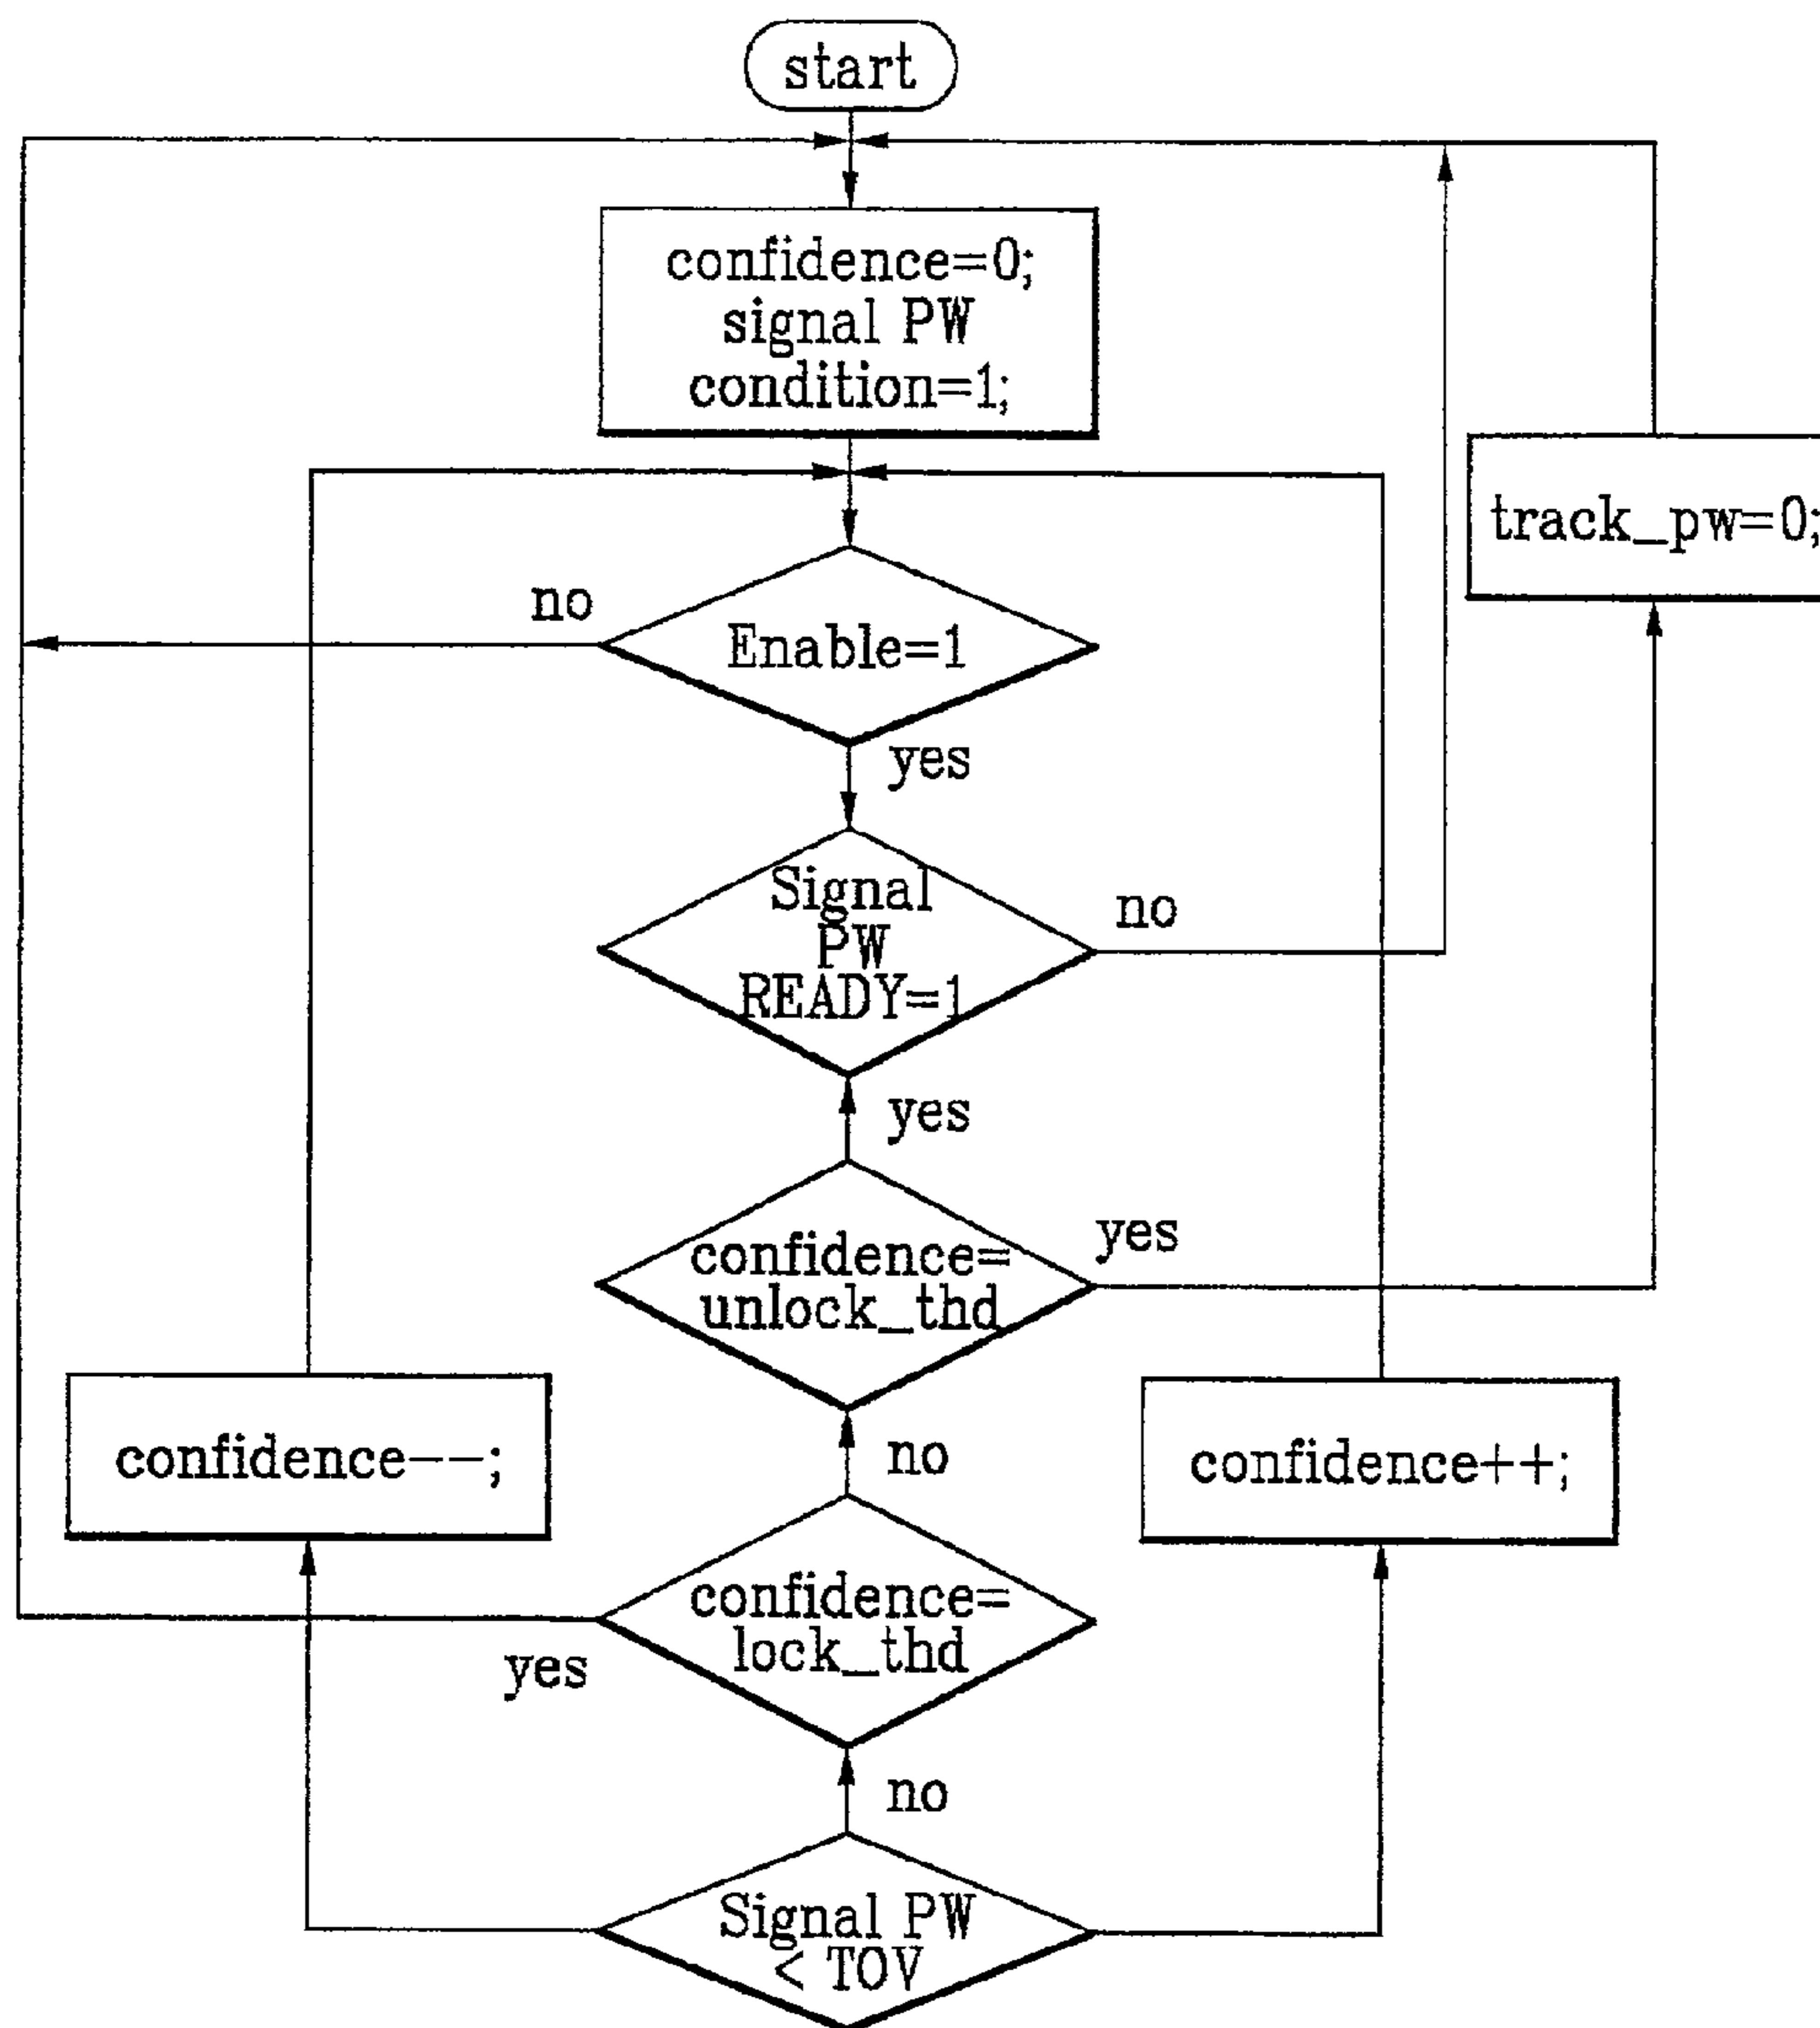 start
confidence=0;
signal PW
condition=1;
track_pw=0;
no
Enable=1
yes
Signal
PW
READY=1
no
yes
confidence=
unlock_thd
yes
confidence--;
no
confidence++;
confidence=
lock_thd
yes
no
Signal PW
< TOV